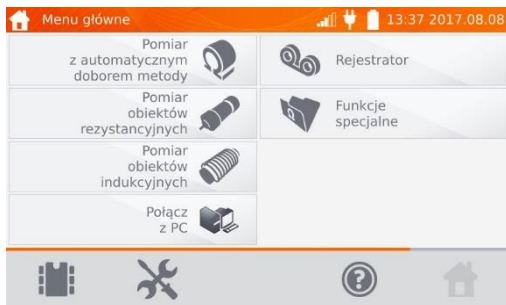 Menu główne
13:37 2017.08.08
Pomiar
z automatycznym
doborem metody
Rejestrator
Pomiar
obiektów
rezystancyjnych
Funkcje
specjalne
Pomiar
obiektów
indukcyjnych
Połącz
z PC